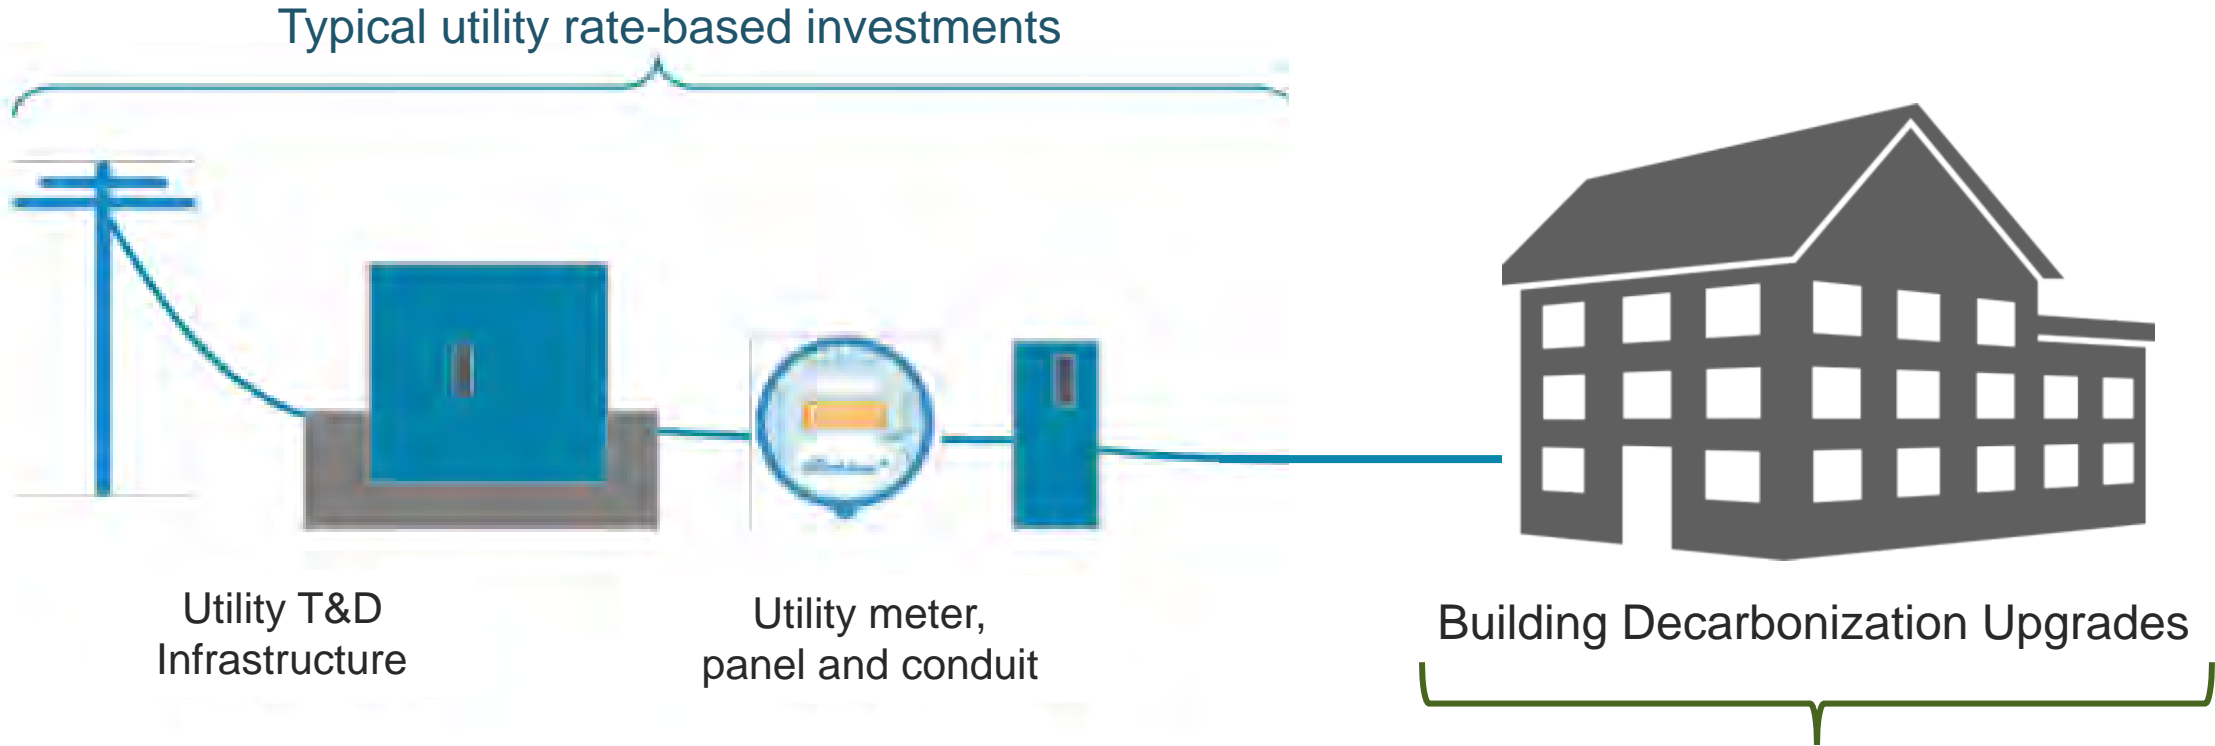 Typical utility rate-based investments
Utility T&D
Infrastructure
Utility meter,
panel and conduit
Building Decarbonization Upgrades